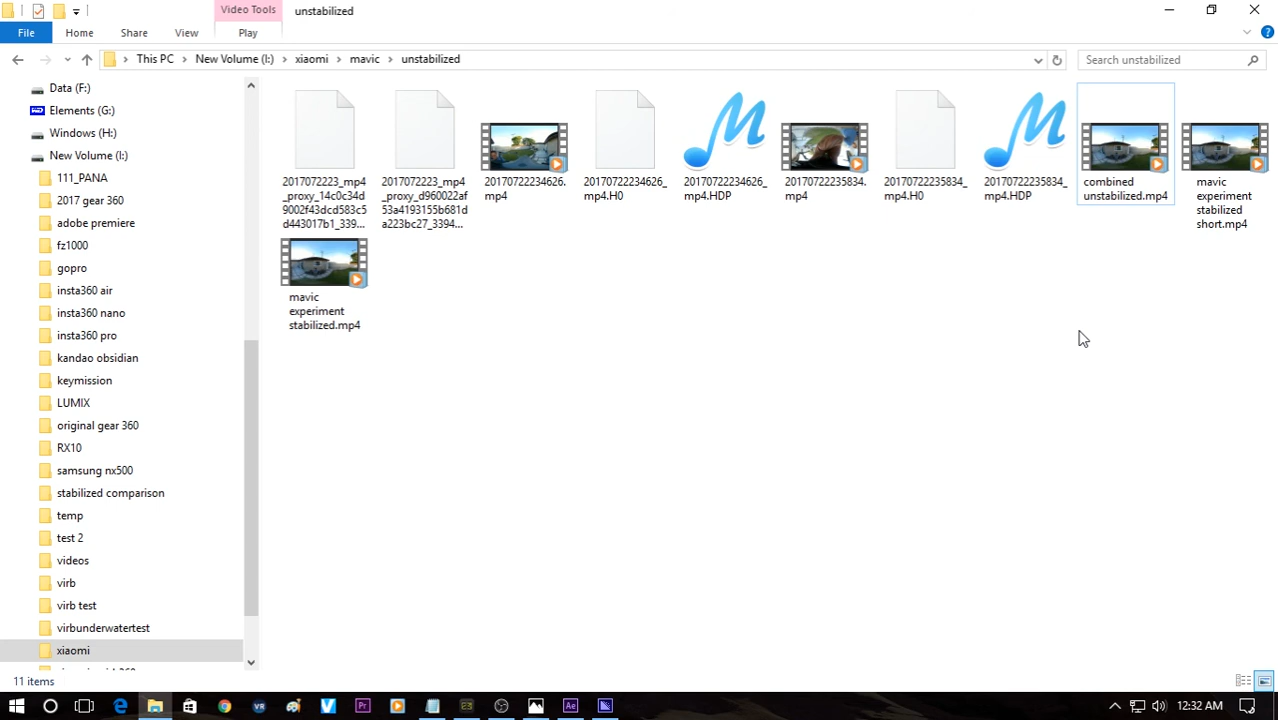 Video Tools
unstabilized
File
Home
Share
View
Play
This PC
New Volume (I:)
xiaomi
mavic
unstabilized
Search unstabilized
Data (F:)
Elements (G:)
Windows (H:)
New Volume (I:)
111_PANA
2017 gear 360
adobe premiere
fz1000
gopro
insta360 air
insta360 nano
insta360 pro
kandao obsidian
keymission
LUMIX
original gear 360
RX10
samsung nx500
stabilized comparison
temp
test 2
videos
virb
virb test
virbunderwatertest
xiaomi
2017072223_mp4
_proxy_14c0c34d
9002f43dcd583c5
d443017b1_339...
2017072223_mp4
_proxy_d960022af
53a4193155b681d
a223bc27_3394...
20170722234626.
mp4
20170722234626_
mp4.H0
20170722234626_
mp4.HDP
20170722235834.
mp4
20170722235834_
mp4.H0
20170722235834_
mp4.HDP
combined
unstabilized.mp4
mavic
experiment
stabilized
short.mp4
mavic
experiment
stabilized.mp4
11 items
VR
Pr
Ae
12:32 AM